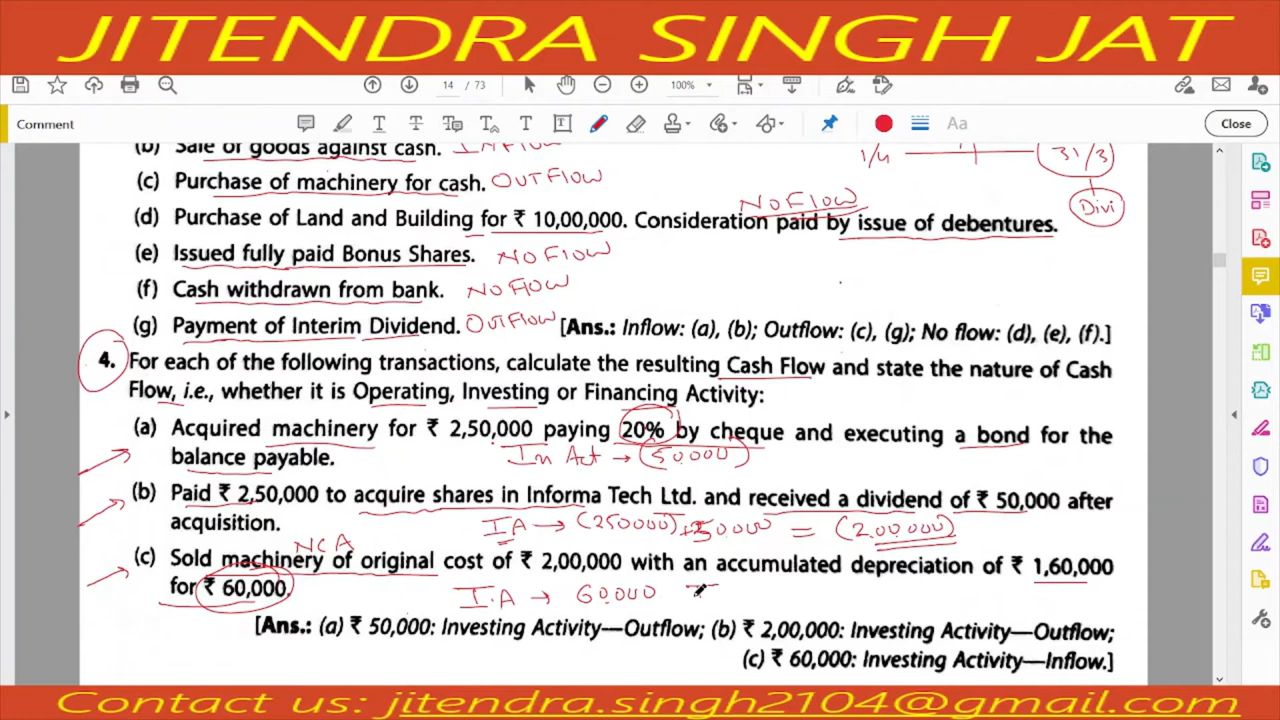 JITENDRA SINGH JAT
14 / 73
100%
Comment
Aa
Close
(b) Sale of goods against cash. INFLOW
1/4 31/3
(c) Purchase of machinery for cash. OUTFLOW
NO FLOW
Divi
(d) Purchase of Land and Building for ₹ 10,00,000. Consideration paid by issue of debentures.
(e) Issued fully paid Bonus Shares. NO FLOW
(f) Cash withdrawn from bank. NO FLOW
(g) Payment of Interim Dividend. OUTFLOW [Ans.: Inflow: (a), (b); Outflow: (c), (g); No flow: (d), (e), (f).]
4. For each of the following transactions, calculate the resulting Cash Flow and state the nature of Cash
Flow, i.e., whether it is Operating, Investing or Financing Activity:
(a) Acquired machinery for ₹ 2,50,000 paying 20% by cheque and executing a bond for the
balance payable. In Act → (50,000)
(b) Paid ₹ 2,50,000 to acquire shares in Informa Tech Ltd. and received a dividend of ₹ 50,000 after
acquisition. IA → (250000) + 50,000 = (2,00,000)
NCA
(c) Sold machinery of original cost of ₹ 2,00,000 with an accumulated depreciation of ₹ 1,60,000
for ₹ 60,000. I.A → 60,000
[Ans.: (a) ₹ 50,000: Investing Activity—Outflow; (b) ₹ 2,00,000: Investing Activity—Outflow;
(c) ₹ 60,000: Investing Activity—Inflow.]
Contact us: jitendra.singh2104@gmail.com